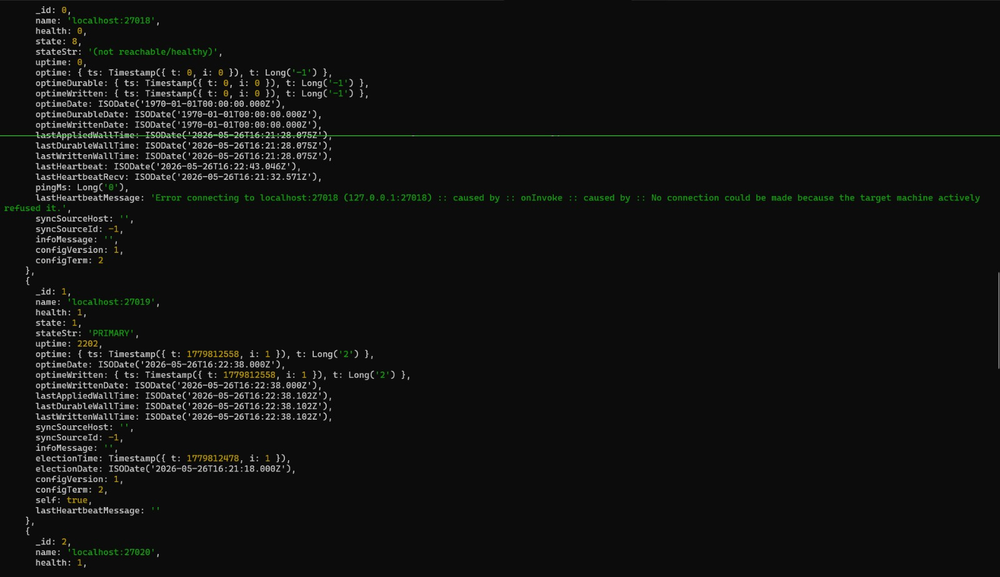 _id: 0,
name: 'localhost:27018',
health: 0,
state: 8,
stateStr: '(not reachable/healthy)',
uptime: 0,
optime: { ts: Timestamp({ t: 0, i: 0 }), t: Long('-1') },
optimeDurable: { ts: Timestamp({ t: 0, i: 0 }), t: Long('-1') },
optimeWritten: { ts: Timestamp({ t: 0, i: 0 }), t: Long('-1') },
optimeDate: ISODate('1970-01-01T00:00:00.000Z'),
optimeDurableDate: ISODate('1970-01-01T00:00:00.000Z'),
optimeWrittenDate: ISODate('1970-01-01T00:00:00.000Z'),
lastAppliedWallTime: ISODate('2026-05-26T16:21:28.075Z'),
lastDurableWallTime: ISODate('2026-05-26T16:21:28.075Z'),
lastWrittenWallTime: ISODate('2026-05-26T16:21:28.075Z'),
lastHeartbeat: ISODate('2026-05-26T16:22:43.046Z'),
lastHeartbeatRecv: ISODate('2026-05-26T16:21:32.571Z'),
pingMs: Long('0'),
lastHeartbeatMessage: 'Error connecting to localhost:27018 (127.0.0.1:27018) :: caused by :: onInvoke :: caused by :: No connection could be made because the target machine actively
refused it.',
syncSourceHost: '',
syncSourceId: -1,
infoMessage: '',
configVersion: 1,
configTerm: 2
},
{
_id: 1,
name: 'localhost:27019',
health: 1,
state: 1,
stateStr: 'PRIMARY',
uptime: 2202,
optime: { ts: Timestamp({ t: 1779812558, i: 1 }), t: Long('2') },
optimeDate: ISODate('2026-05-26T16:22:38.000Z'),
optimeWritten: { ts: Timestamp({ t: 1779812558, i: 1 }), t: Long('2') },
optimeWrittenDate: ISODate('2026-05-26T16:22:38.000Z'),
lastAppliedWallTime: ISODate('2026-05-26T16:22:38.102Z'),
lastDurableWallTime: ISODate('2026-05-26T16:22:38.102Z'),
lastWrittenWallTime: ISODate('2026-05-26T16:22:38.102Z'),
syncSourceHost: '',
syncSourceId: -1,
infoMessage: '',
electionTime: Timestamp({ t: 1779812478, i: 1 }),
electionDate: ISODate('2026-05-26T16:21:18.000Z'),
configVersion: 1,
configTerm: 2,
self: true,
lastHeartbeatMessage: ''
},
{
_id: 2,
name: 'localhost:27020',
health: 1,